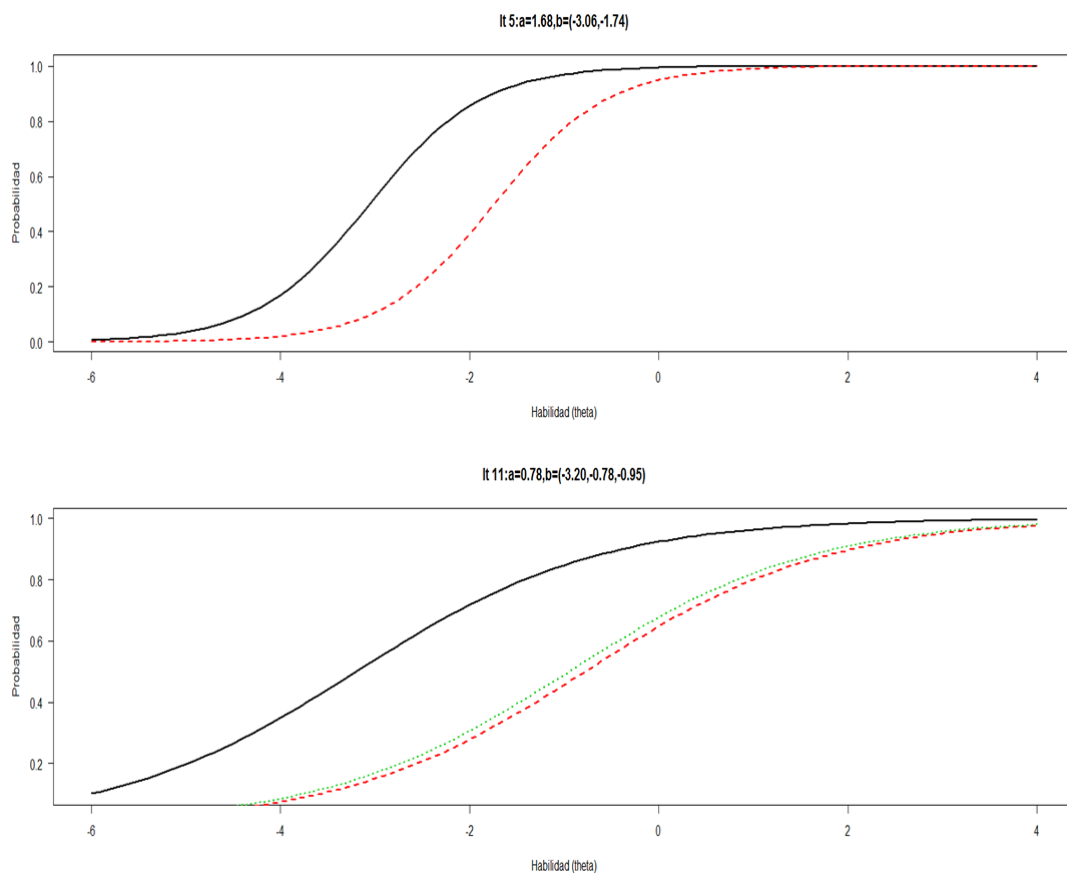 It 5:a=1.68,b=(-3.06,-1.74)
Probabilidad
1.0
0.8
0.6
0.4
0.2
0.0
-6 -4 -2 0 2 4
Habilidad (theta)
It 11:a=0.78,b=(-3.20,-0.78,-0.95)
Probabilidad
1.0
0.8
0.6
0.4
0.2
-6 -4 -2 0 2 4
Habilidad (theta)